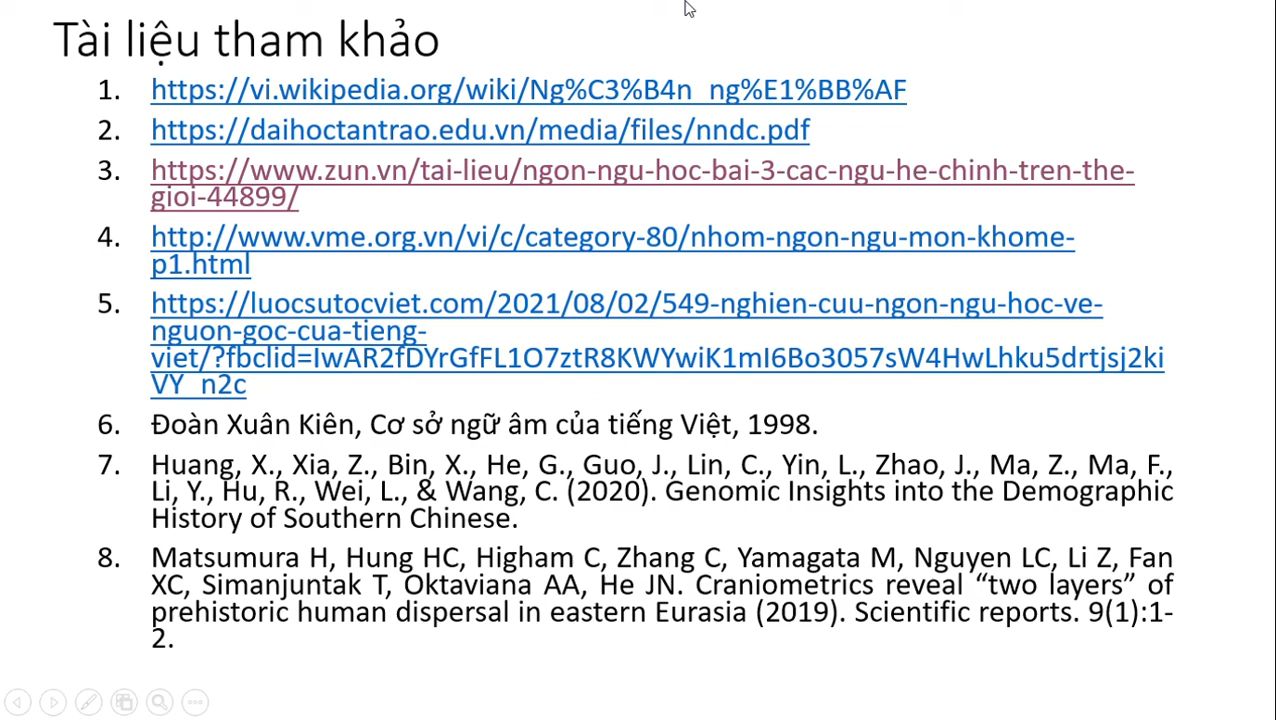 Tài liệu tham khảo
1. https://vi.wikipedia.org/wiki/Ng%C3%B4n_ng%E1%BB%AF
2. https://daihoctantrao.edu.vn/media/files/nndc.pdf
3. https://www.zun.vn/tai-lieu/ngon-ngu-hoc-bai-3-cac-ngu-he-chinh-tren-the-
gioi-44899/
4. http://www.vme.org.vn/vi/c/category-80/nhom-ngon-ngu-mon-khome-
p1.html
5. https://luocsutocviet.com/2021/08/02/549-nghien-cuu-ngon-ngu-hoc-ve-
nguon-goc-cua-tieng-
viet/?fbclid=IwAR2fDYrGfFL1O7ztR8KWYwiK1mI6Bo3057sW4HwLhku5drtjsj2ki
VY_n2c
6. Đoàn Xuân Kiên, Cơ sở ngữ âm của tiếng Việt, 1998.
7. Huang, X., Xia, Z., Bin, X., He, G., Guo, J., Lin, C., Yin, L., Zhao, J., Ma, Z., Ma, F.,
Li, Y., Hu, R., Wei, L., & Wang, C. (2020). Genomic Insights into the Demographic
History of Southern Chinese.
8. Matsumura H, Hung HC, Higham C, Zhang C, Yamagata M, Nguyen LC, Li Z, Fan
XC, Simanjuntak T, Oktaviana AA, He JN. Craniometrics reveal “two layers” of
prehistoric human dispersal in eastern Eurasia (2019). Scientific reports. 9(1):1-
2.